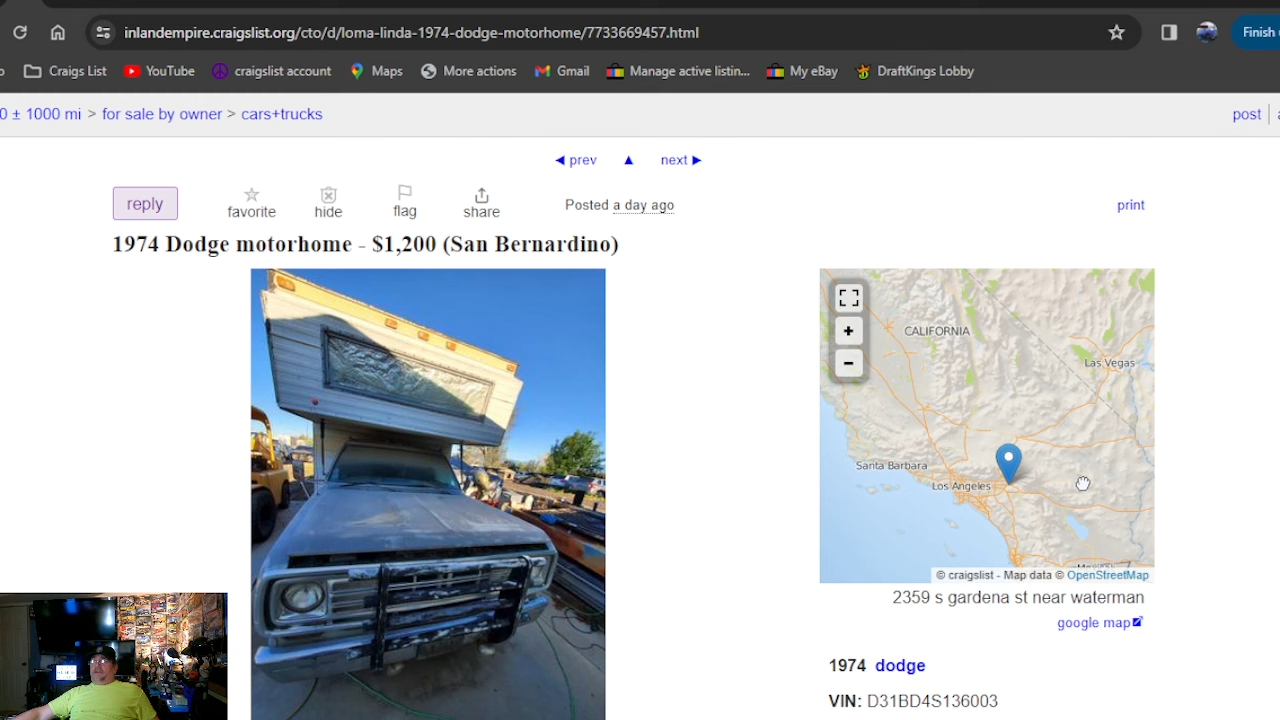 inlandempire.craigslist.org/cto/d/loma-linda-1974-dodge-motorhome/7733669457.html
Finish
Craigs List YouTube craigslist account Maps More actions Gmail Manage active listin... My eBay DraftKings Lobby
0 ± 1000 mi > for sale by owner > cars+trucks
post
◀ prev ▲ next ▶
reply
favorite
hide
flag
share
Posted a day ago
print
1974 Dodge motorhome - $1,200 (San Bernardino)
+
−
CALIFORNIA
Las Vegas
Santa Barbara
Los Angeles
© craigslist - Map data © OpenStreetMap
2359 s gardena st near waterman
google map
1974 dodge
VIN: D31BD4S136003